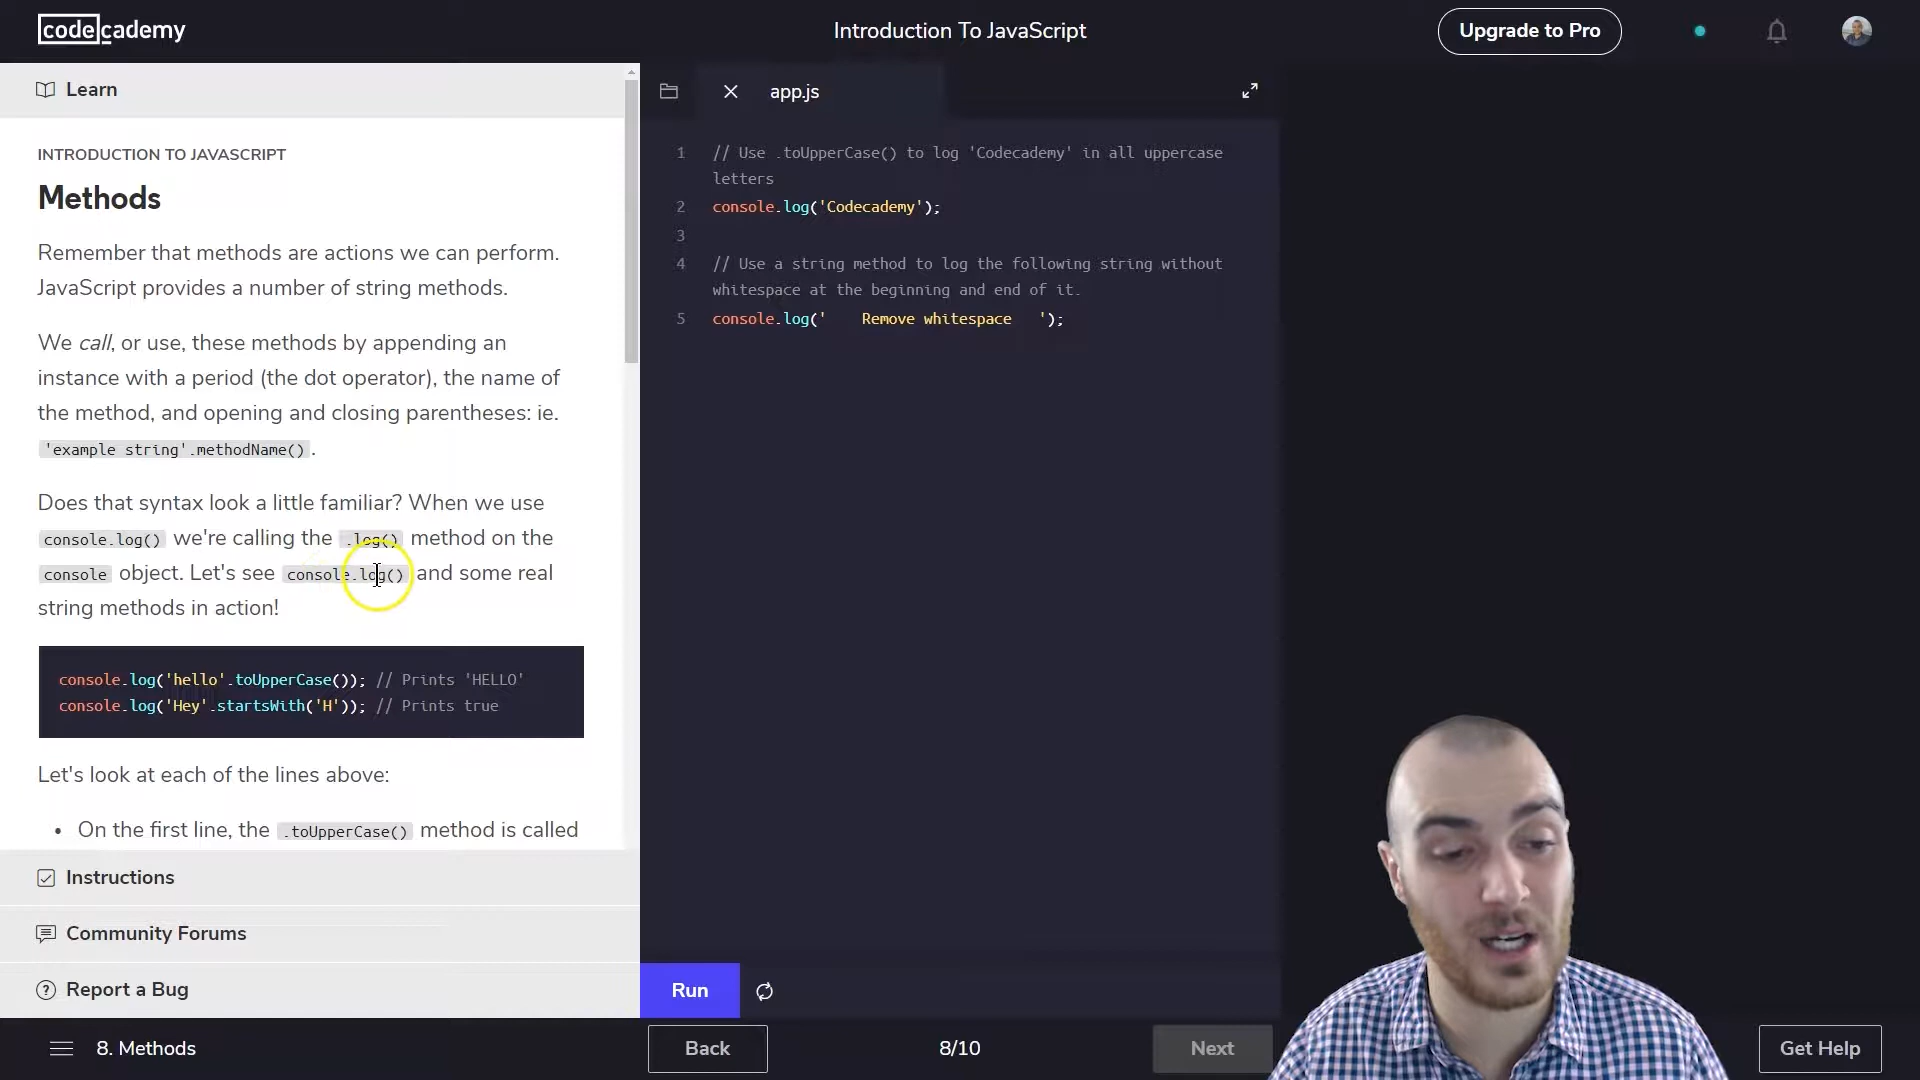 codecademy
Introduction To JavaScript
Upgrade to Pro
Learn
INTRODUCTION TO JAVASCRIPT
Methods
Remember that methods are actions we can perform.
JavaScript provides a number of string methods.
We call, or use, these methods by appending an
instance with a period (the dot operator), the name of
the method, and opening and closing parentheses: ie.
'example string'.methodName().
Does that syntax look a little familiar? When we use
console.log() we're calling the .log() method on the
console object. Let's see console.log() and some real
string methods in action!
console.log('hello'.toUpperCase()); // Prints 'HELLO'
console.log('Hey'.startsWith('H')); // Prints true
Let's look at each of the lines above:
• On the first line, the .toUpperCase() method is called
Instructions
Community Forums
Report a Bug
8. Methods
app.js
1 // Use .toUpperCase() to log 'Codecademy' in all uppercase
letters
2 console.log('Codecademy');
3
4 // Use a string method to log the following string without
whitespace at the beginning and end of it.
5 console.log('    Remove whitespace   ');
Run
Back
8/10
Next
Get Help